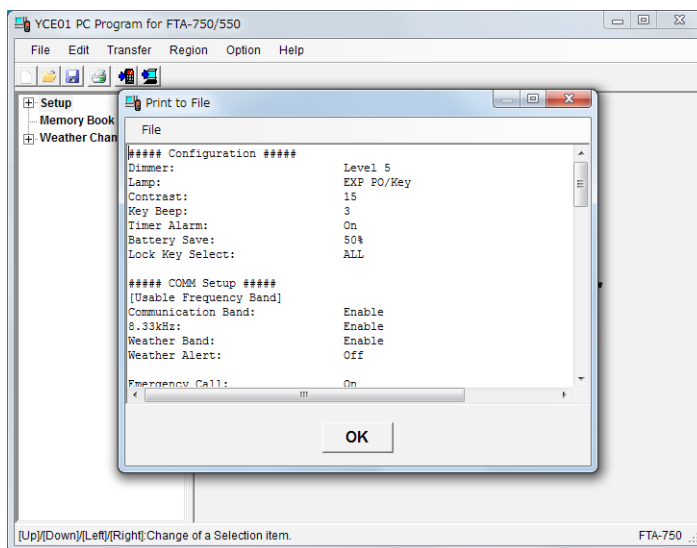 YCE01 PC Program for FTA-750/550
File Edit Transfer Region Option Help
Setup
Memory Book
Weather Chan
Print to File
File
##### Configuration #####
Dimmer: Level 5
Lamp: EXP PO/Key
Contrast: 15
Key Beep: 3
Timer Alarm: On
Battery Save: 50%
Lock Key Select: ALL
##### COMM Setup #####
[Usable Frequency Band]
Communication Band: Enable
8.33kHz: Enable
Weather Band: Enable
Weather Alert: Off
Emergency Call: On
OK
[Up]/[Down]/[Left]/[Right]:Change of a Selection item. FTA-750